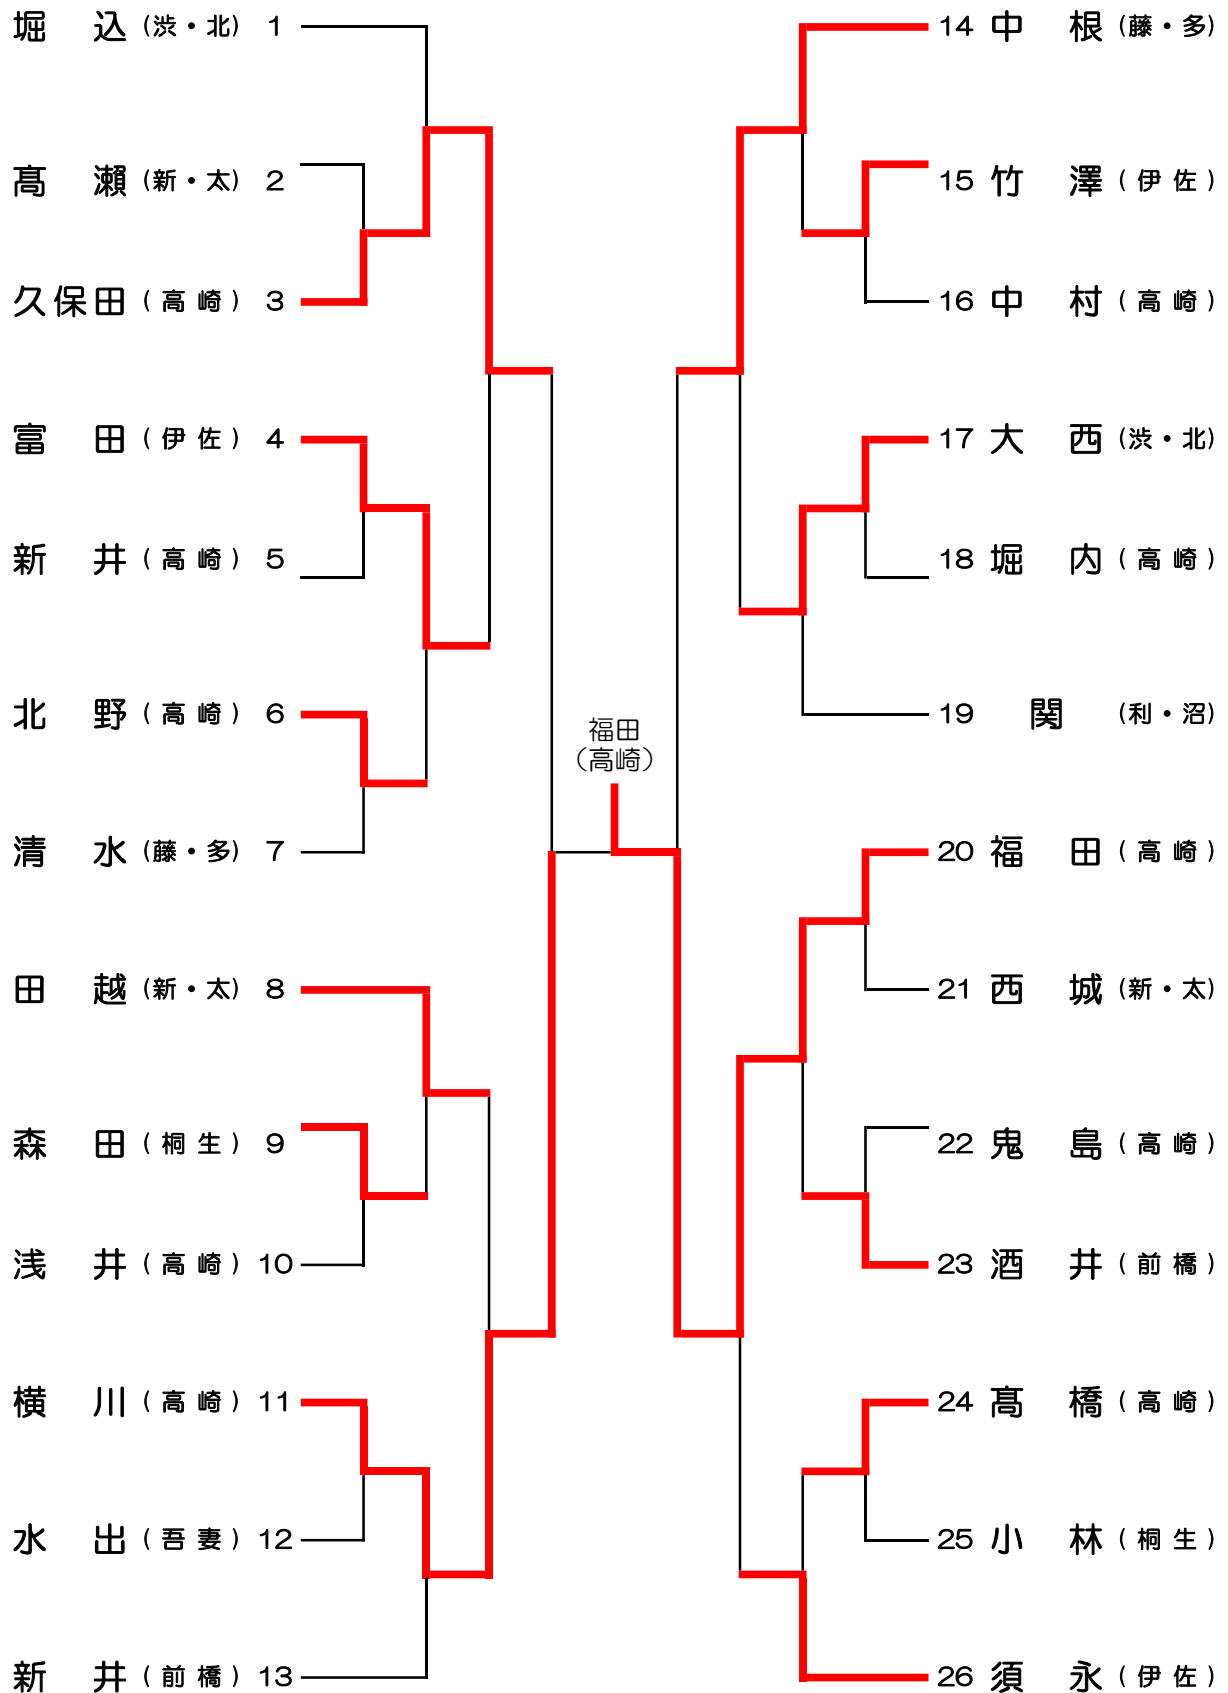 堀 込 (渋・北) 1
髙 瀬 (新・太) 2
久保田 (高崎) 3
富 田 (伊佐) 4
新 井 (高崎) 5
北 野 (高崎) 6
清 水 (藤・多) 7
田 越 (新・太) 8
森 田 (桐生) 9
浅 井 (高崎) 10
横 川 (高崎) 11
水 出 (吾妻) 12
新 井 (前橋) 13
福田
(高崎)
14 中 根 (藤・多)
15 竹 澤 (伊佐)
16 中 村 (高崎)
17 大 西 (渋・北)
18 堀 内 (高崎)
19 関 (利・沼)
20 福 田 (高崎)
21 西 城 (新・太)
22 鬼 島 (高崎)
23 酒 井 (前橋)
24 髙 橋 (高崎)
25 小 林 (桐生)
26 須 永 (伊佐)